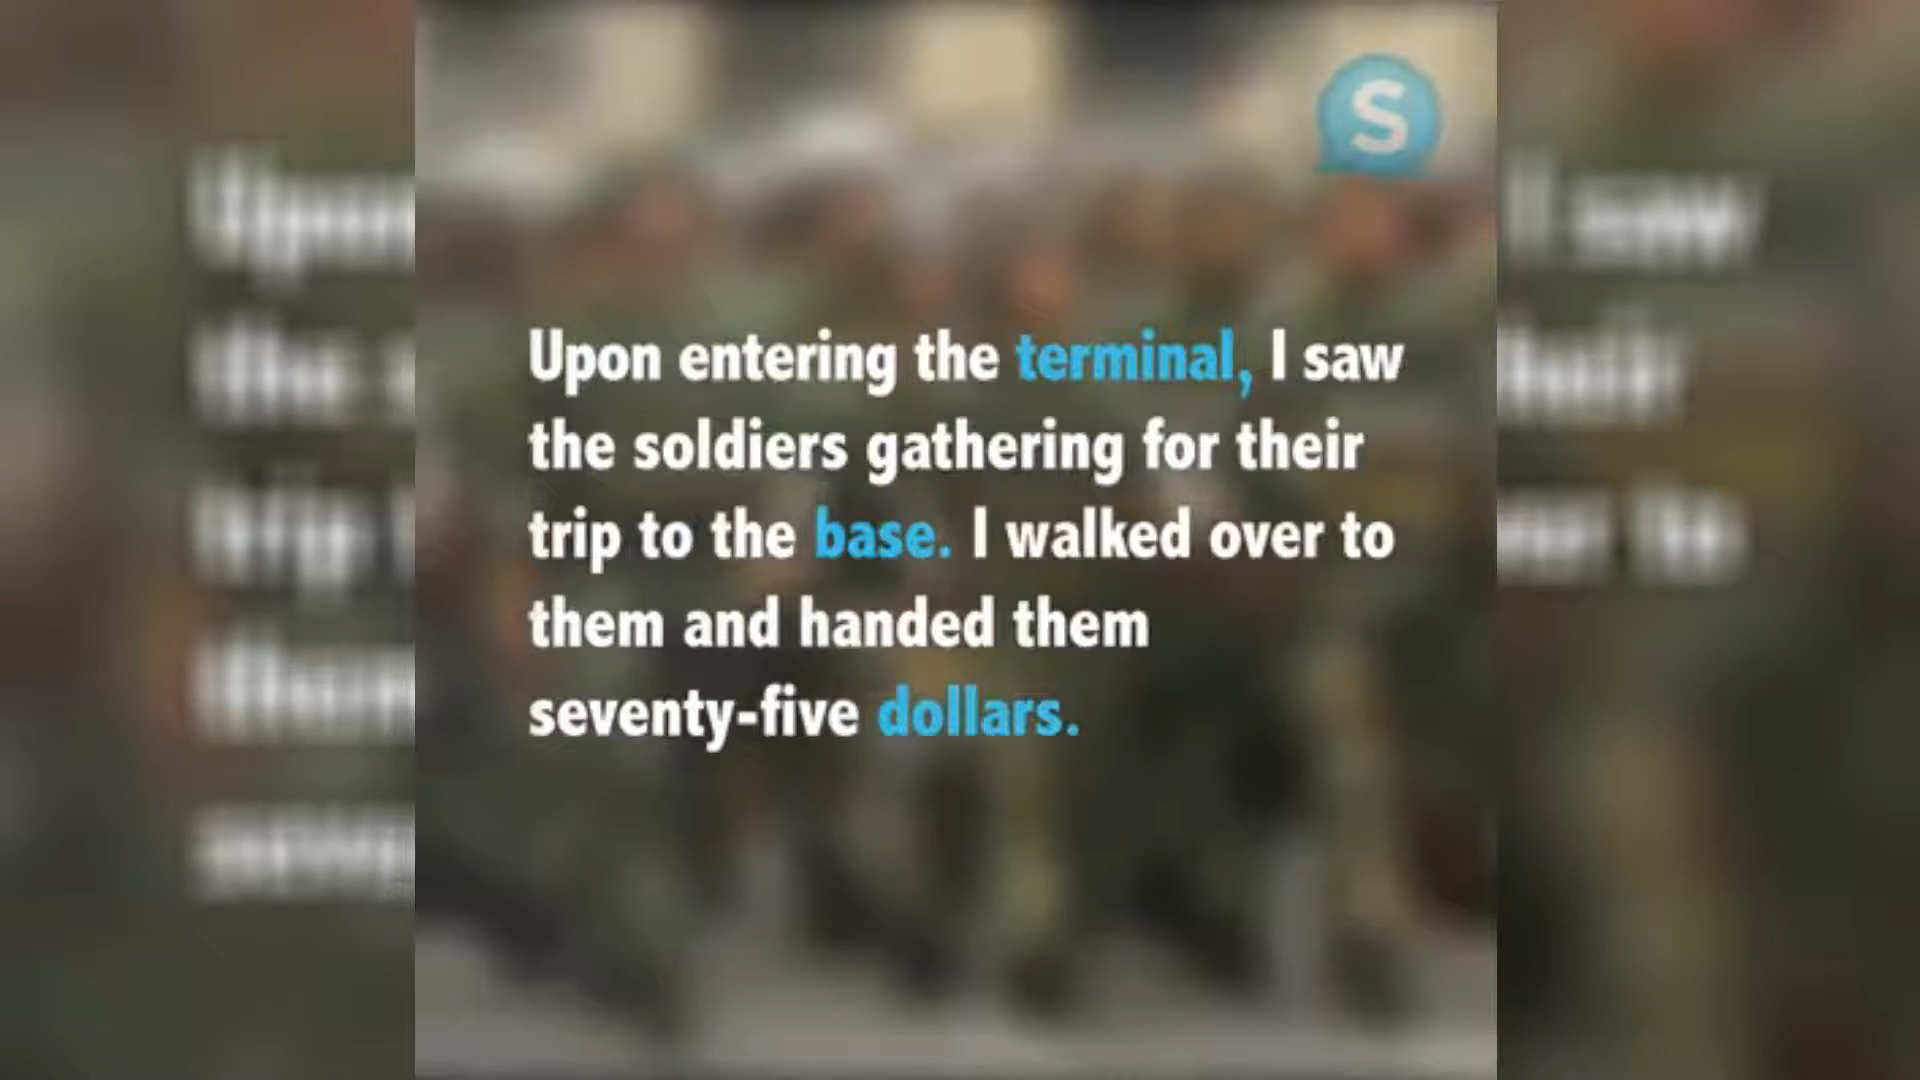 S
Upon entering the terminal, I saw
the soldiers gathering for their
trip to the base. I walked over to
them and handed them
seventy-five dollars.